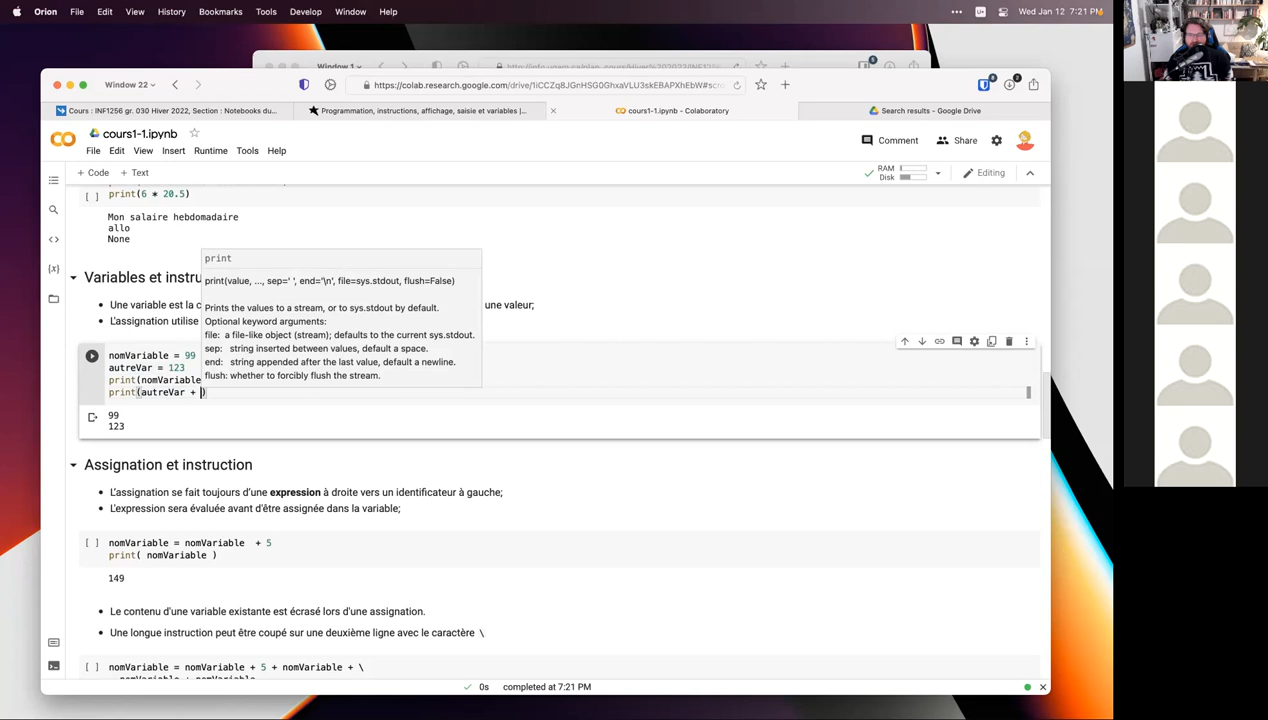 Orion File Edit View History Bookmarks Tools Develop Window Help
Wed Jan 12 7:21 PM
Window 1
Window 22
https://colab.research.google.com/drive/1iCCZq8JGnHSG0GhxaVLU3skEBAPXhEbW#scro
Cours : INF1256 gr. 030 Hiver 2022, Section : Notebooks du...
Programmation, instructions, affichage, saisie et variables |...
cours1-1.ipynb - Colaboratory
Search results - Google Drive
cours1-1.ipynb
File Edit View Insert Runtime Tools Help
Comment
Share
+ Code + Text
RAM
Disk
Editing
[ ] print(6 * 20.5)
Mon salaire hebdomadaire
allo
None
print
print(value, ..., sep=' ', end='\n', file=sys.stdout, flush=False)
Prints the values to a stream, or to sys.stdout by default.
Optional keyword arguments:
file: a file-like object (stream); defaults to the current sys.stdout.
sep: string inserted between values, default a space.
end: string appended after the last value, default a newline.
flush: whether to forcibly flush the stream.
Variables et instru
Une variable est la c
une valeur;
L'assignation utilise
nomVariable = 99
autreVar = 123
print(nomVariable
print(autreVar + )
99
123
Assignation et instruction
L'assignation se fait toujours d'une expression à droite vers un identificateur à gauche;
L'expression sera évaluée avant d'être assignée dans la variable;
[ ] nomVariable = nomVariable + 5
print( nomVariable )
149
Le contenu d'une variable existante est écrasé lors d'une assignation.
Une longue instruction peut être coupé sur une deuxième ligne avec le caractère \
[ ] nomVariable = nomVariable + 5 + nomVariable + \
0s completed at 7:21 PM